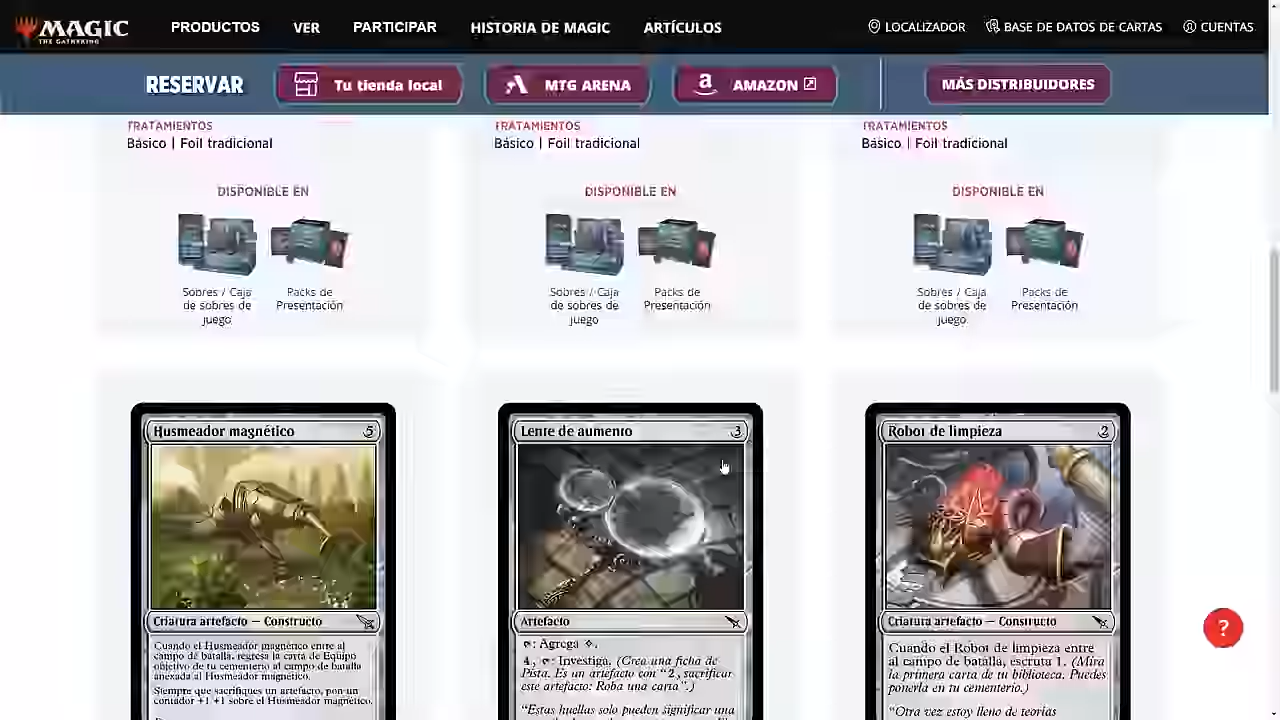 MAGIC
THE GATHERING
PRODUCTOS
VER
PARTICIPAR
HISTORIA DE MAGIC
ARTÍCULOS
LOCALIZADOR
BASE DE DATOS DE CARTAS
CUENTAS
RESERVAR
Tu tienda local
MTG ARENA
AMAZON
MÁS DISTRIBUIDORES
TRATAMIENTOS
Básico | Foil tradicional
DISPONIBLE EN
Sobres / Caja
de sobres de
juego
Packs de
Presentación
TRATAMIENTOS
Básico | Foil tradicional
DISPONIBLE EN
Sobres / Caja
de sobres de
juego
Packs de
Presentación
TRATAMIENTOS
Básico | Foil tradicional
DISPONIBLE EN
Sobres / Caja
de sobres de
juego
Packs de
Presentación
Husmeador magnético 5
Criatura artefacto — Constructo
Cuando el Husmeador magnético entre al
campo de batalla, regresa la carta de Equipo
objetivo de tu cementerio al campo de batalla
anexada al Husmeador magnético.
Siempre que sacrifiques un artefacto, pon un
contador +1/+1 sobre el Husmeador magnético.
Lente de aumento 3
Artefacto
: Agrega
4, : Investiga. (Crea una ficha de
Pista. Es un artefacto con “2, sacrificar
este artefacto: Roba una carta”.)
“Estas huellas solo pueden significar una
Robot de limpieza 2
Criatura artefacto — Constructo
Cuando el Robot de limpieza entre
al campo de batalla, escruta 1. (Mira
la primera carta de tu biblioteca. Puedes
ponerla en tu cementerio.)
“Otra vez estoy lleno de teorías
?